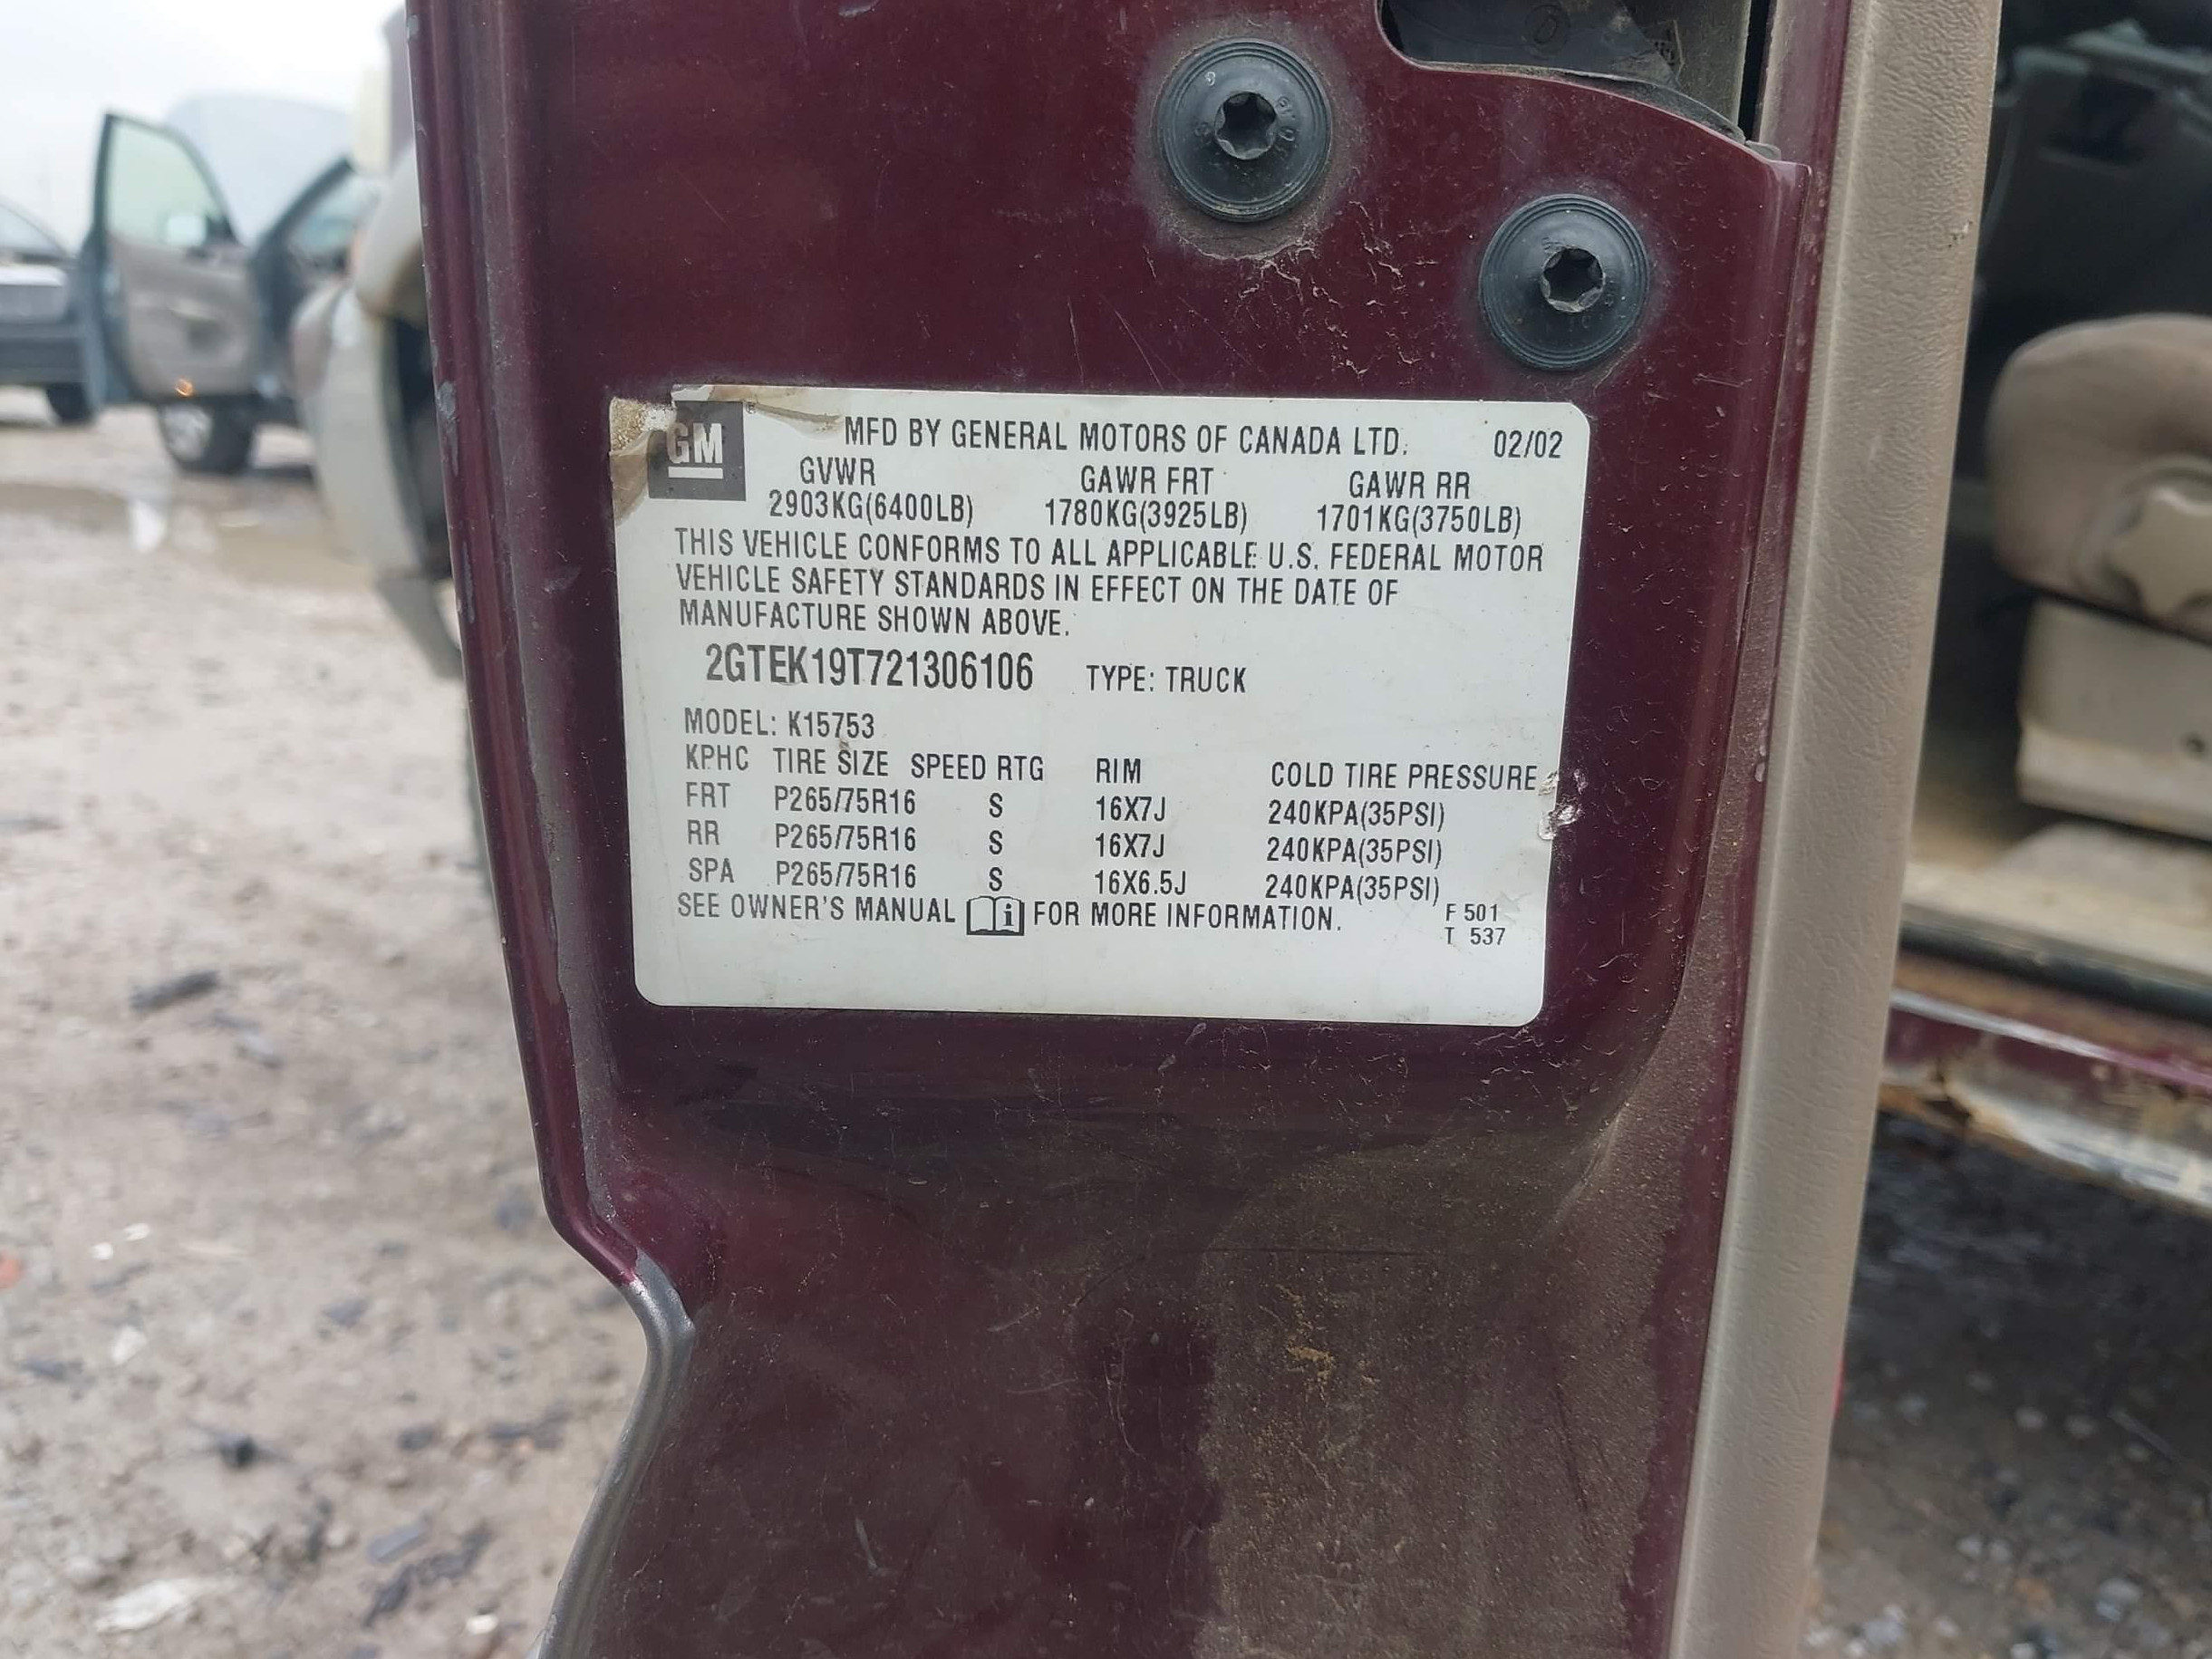 GM
MFD BY GENERAL MOTORS OF CANADA LTD. 02/02
GVWR GAWR FRT GAWR RR
2903KG(6400LB) 1780KG(3925LB) 1701KG(3750LB)
THIS VEHICLE CONFORMS TO ALL APPLICABLE U.S. FEDERAL MOTOR
VEHICLE SAFETY STANDARDS IN EFFECT ON THE DATE OF
MANUFACTURE SHOWN ABOVE.
2GTEK19T721306106 TYPE: TRUCK
MODEL: K15753
KPHC TIRE SIZE SPEED RTG RIM COLD TIRE PRESSURE
FRT P265/75R16 S 16X7J 240KPA(35PSI)
RR P265/75R16 S 16X7J 240KPA(35PSI)
SPA P265/75R16 S 16X6.5J 240KPA(35PSI)
SEE OWNER'S MANUAL i FOR MORE INFORMATION. F 501
T 537